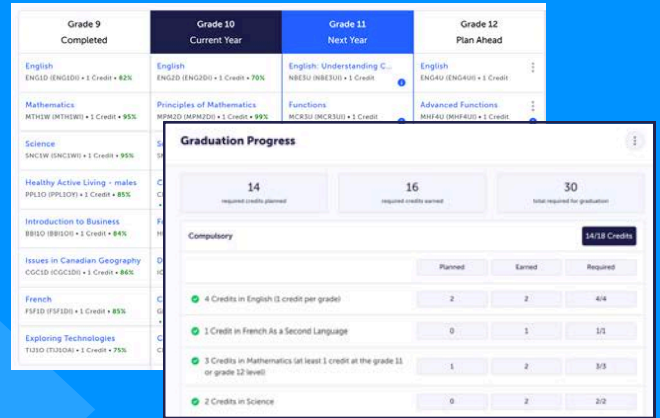 Grade 9
Completed
Grade 10
Current Year
Grade 11
Next Year
Grade 12
Plan Ahead
English
ENG1D (ENG1DI) • 1 Credit • 82%
English
ENG2D (ENG2DI) • 1 Credit • 70%
English: Understanding C...
NBE3U (NBE3UI) • 1 Credit
English
ENG4U (ENG4UI) • 1 Credit
Mathematics
MTH1W (MTH1WI) • 1 Credit • 95%
Principles of Mathematics
MPM2D (MPM2DI) • 1 Credit • 99%
Functions
MCR3U (MCR3UI) • 1 Credit
Advanced Functions
MHF4U (MHF4UI) • 1 Credit
Science
SNC1W (SNC1WI) • 1 Credit • 95%
Healthy Active Living - males
PPL1O (PPL1OY) • 1 Credit • 85%
Introduction to Business
BBI1O (BBI1OI) • 1 Credit • 84%
Issues in Canadian Geography
CGC1D (CGC1DI) • 1 Credit • 86%
French
FSF1D (FSF1DI) • 1 Credit • 85%
Exploring Technologies
TIJ1O (TIJ1OA) • 1 Credit • 75%
Graduation Progress
14
required credits planned
16
required credits earned
30
total required for graduation
Compulsory
14/18 Credits
Planned
Earned
Required
4 Credits in English (1 credit per grade)
2
2
4/4
1 Credit in French As a Second Language
0
1
1/1
3 Credits in Mathematics (at least 1 credit at the grade 11
or grade 12 level)
1
2
3/3
2 Credits in Science
0
2
2/2